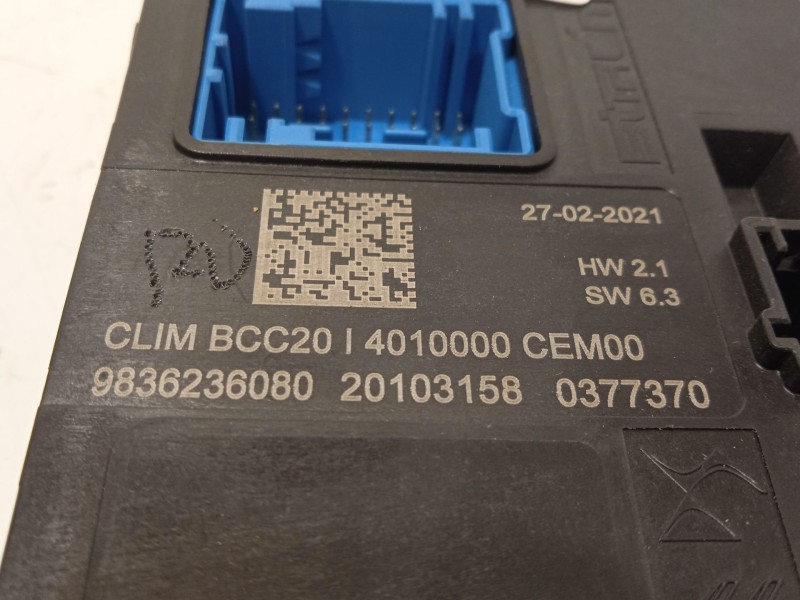 27-02-2021
HW 2.1
SW 6.3
CLIM BCC20 I 4010000 CEM00
9836236080 20103158 0377370